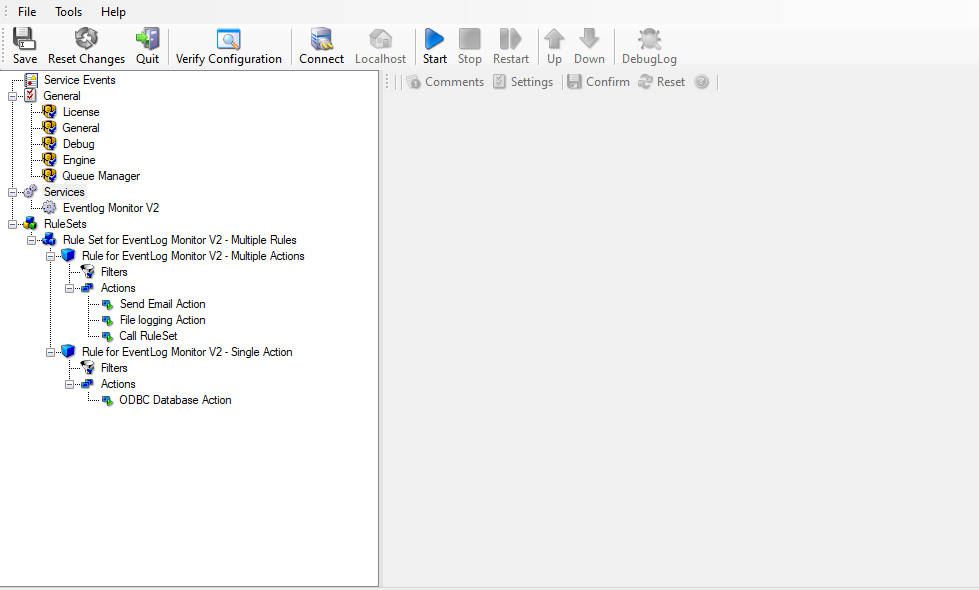 File Tools Help
Save Reset Changes Quit Verify Configuration Connect Localhost Start Stop Restart Up Down DebugLog
Comments Settings Confirm Reset
Service Events
General
License
General
Debug
Engine
Queue Manager
Services
Eventlog Monitor V2
RuleSets
Rule Set for EventLog Monitor V2 - Multiple Rules
Rule for EventLog Monitor V2 - Multiple Actions
Filters
Actions
Send Email Action
File logging Action
Call RuleSet
Rule for EventLog Monitor V2 - Single Action
Filters
Actions
ODBC Database Action